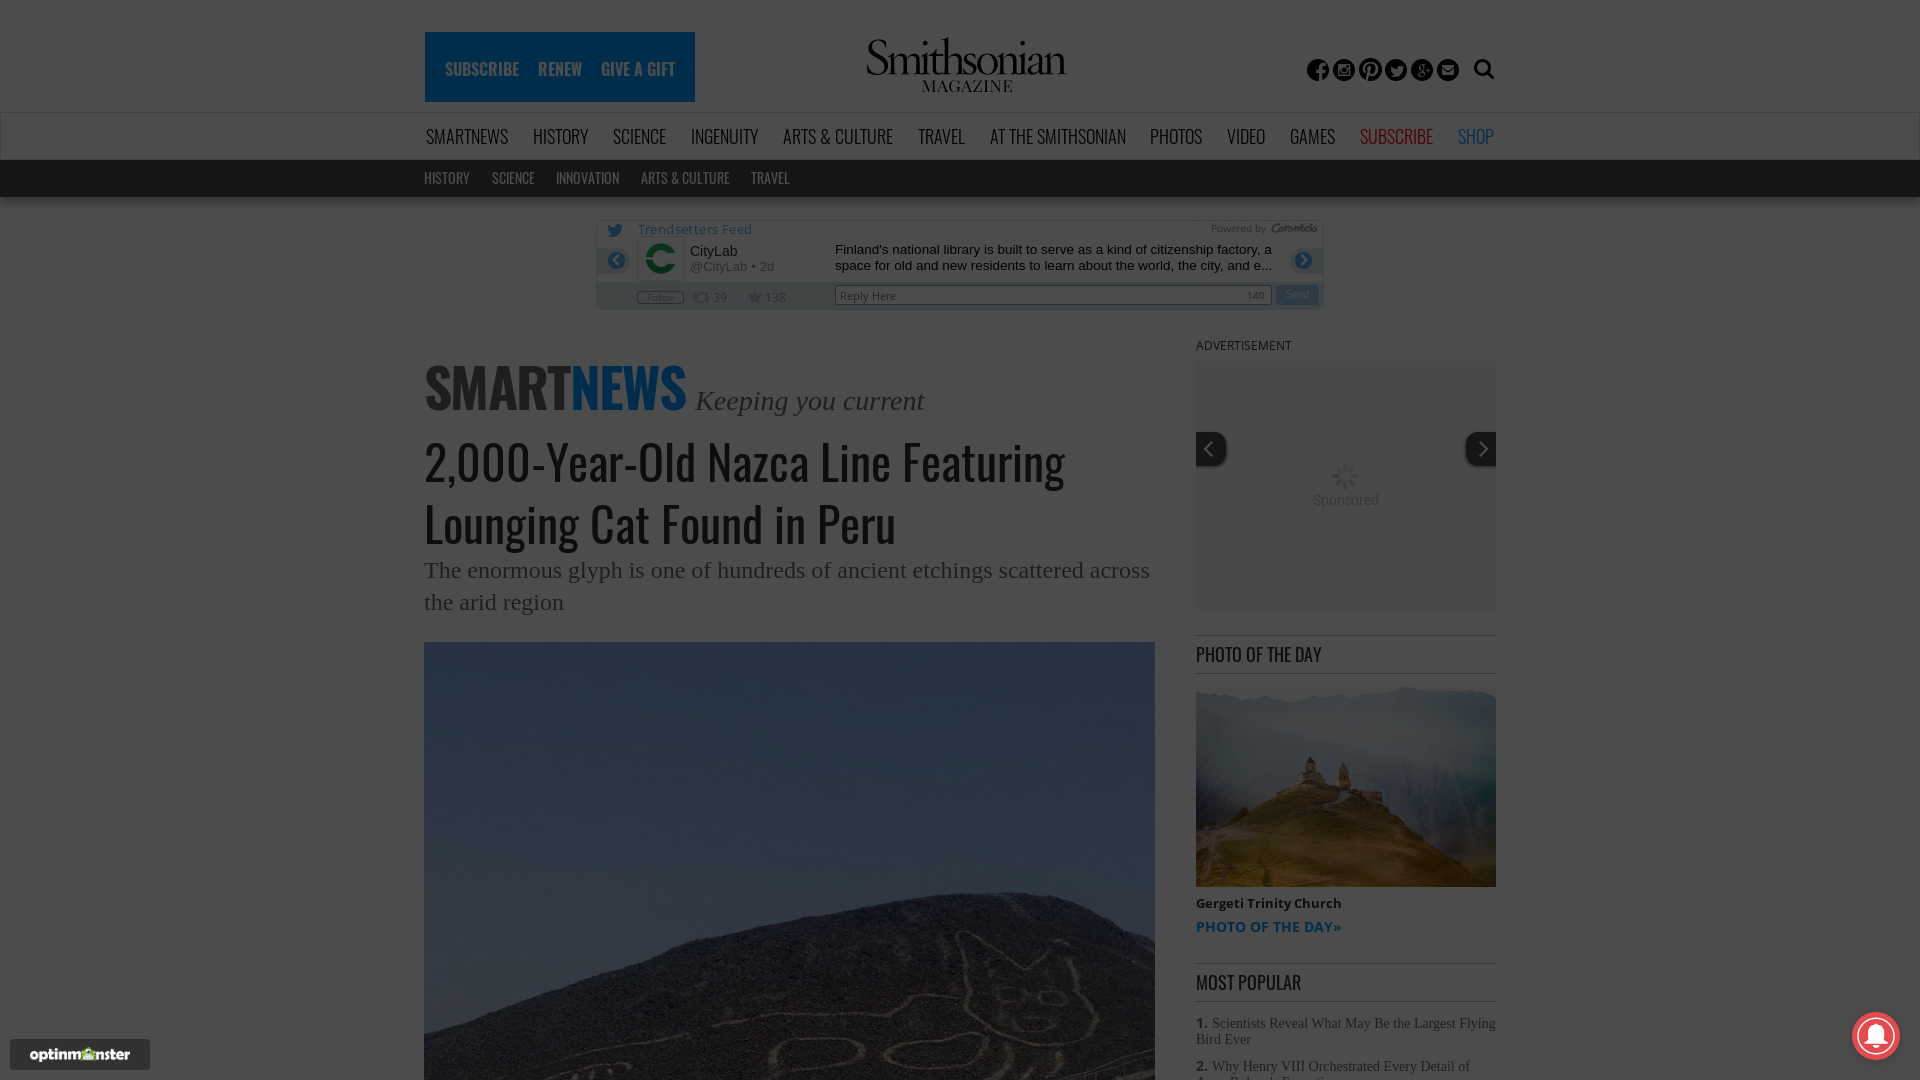 SUBSCRIBE RENEW GIVE A GIFT
Smithsonian
MAGAZINE
SMARTNEWS HISTORY SCIENCE INGENUITY ARTS & CULTURE TRAVEL AT THE SMITHSONIAN PHOTOS VIDEO GAMES SUBSCRIBE SHOP
HISTORY SCIENCE INNOVATION ARTS & CULTURE TRAVEL
Trendsetters Feed
Powered by Carambola
CityLab
@CityLab • 2d
Finland's national library is built to serve as a kind of citizenship factory, a
space for old and new residents to learn about the world, the city, and e...
Follow 39 138
Reply Here 140 Send
ADVERTISEMENT
SMARTNEWS Keeping you current
2,000-Year-Old Nazca Line Featuring
Lounging Cat Found in Peru
The enormous glyph is one of hundreds of ancient etchings scattered across
the arid region
Sponsored
PHOTO OF THE DAY
Gergeti Trinity Church
PHOTO OF THE DAY»
MOST POPULAR
1. Scientists Reveal What May Be the Largest Flying
Bird Ever
2. Why Henry VIII Orchestrated Every Detail of
optinmonster